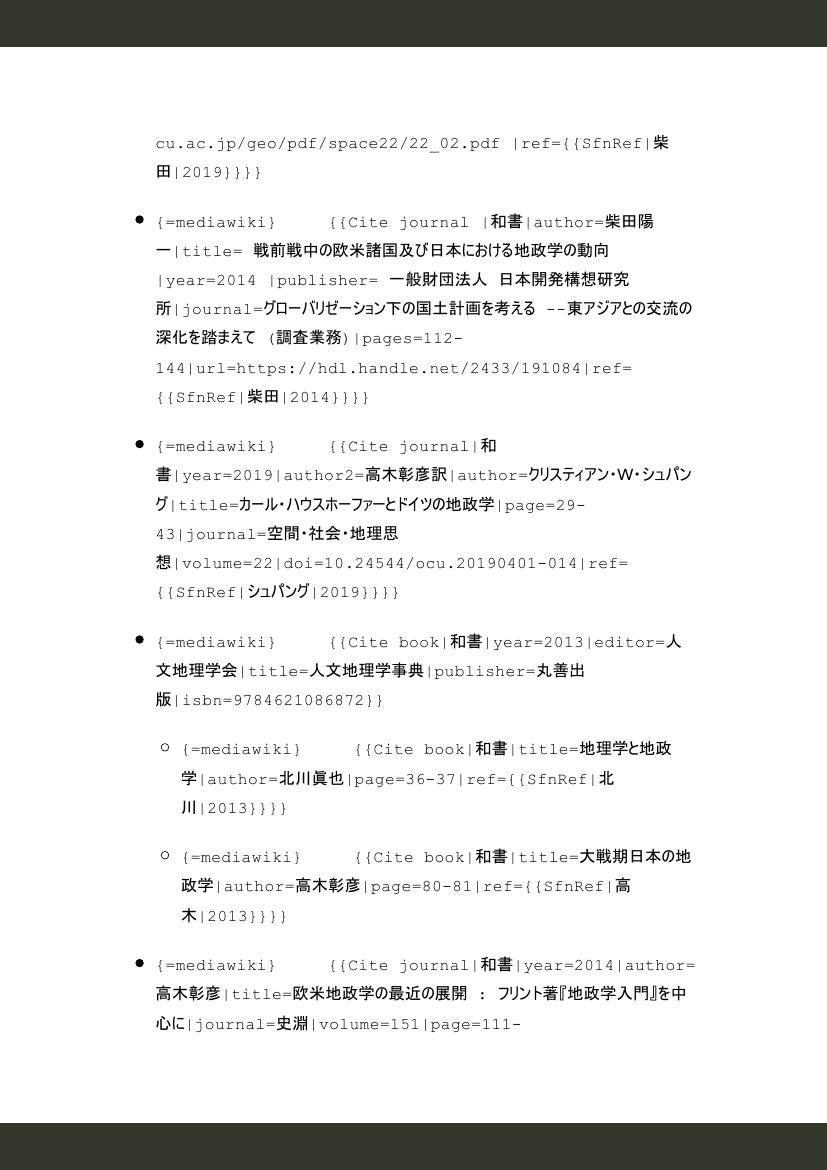 cu.ac.jp/geo/pdf/space22/22_02.pdf |ref={{SfnRef|柴
田|2019}}}}
• {=mediawiki} {{Cite journal |和書|author=柴田陽
一|title= 戦前戦中の欧米諸国及び日本における地政学の動向
|year=2014 |publisher= 一般財団法人 日本開発構想研究
所|journal=グローバリゼーション下の国土計画を考える --東アジアとの交流の
深化を踏まえて (調査業務)|pages=112-
144|url=https://hdl.handle.net/2433/191084|ref=
{{SfnRef|柴田|2014}}}}
• {=mediawiki} {{Cite journal|和
書|year=2019|author2=高木彰彦訳|author=クリスティアン・W・シュパン
グ|title=カール・ハウスホーファーとドイツの地政学|page=29-
43|journal=空間・社会・地理思
想|volume=22|doi=10.24544/ocu.20190401-014|ref=
{{SfnRef|シュパング|2019}}}}
• {=mediawiki} {{Cite book|和書|year=2013|editor=人
文地理学会|title=人文地理学事典|publisher=丸善出
版|isbn=9784621086872}}
○ {=mediawiki} {{Cite book|和書|title=地理学と地政
学|author=北川眞也|page=36-37|ref={{SfnRef|北
川|2013}}}}
○ {=mediawiki} {{Cite book|和書|title=大戦期日本の地
政学|author=高木彰彦|page=80-81|ref={{SfnRef|高
木|2013}}}}
• {=mediawiki} {{Cite journal|和書|year=2014|author=
高木彰彦|title=欧米地政学の最近の展開 : フリント著『地政学入門』を中
心に|journal=史淵|volume=151|page=111-